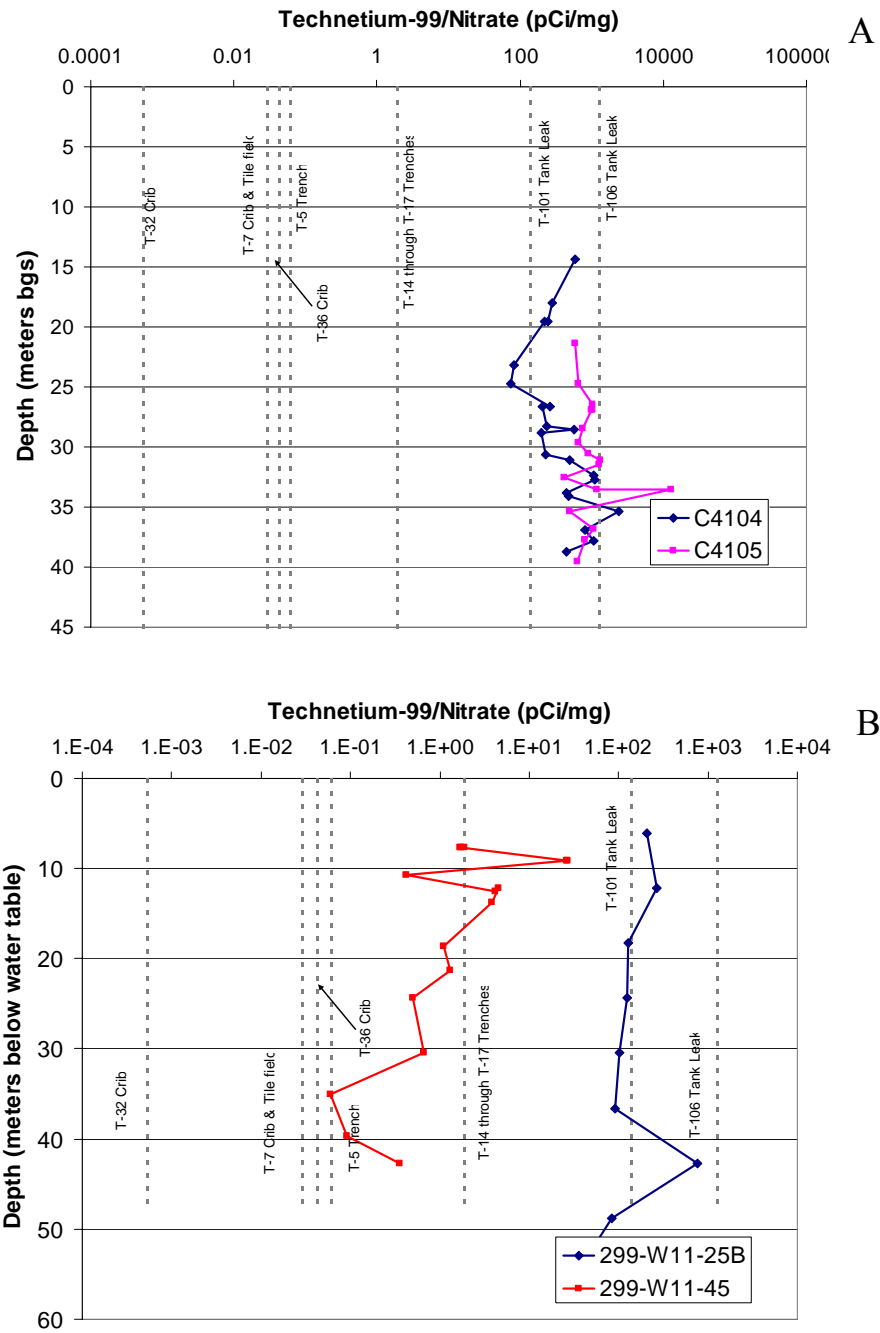 Technetium-99/Nitrate (pCi/mg)
A
0.0001 0.01 1 100 10000 100000
0
5
10
15
20
25
30
35
40
45
Depth (meters bgs)
T-32 Crib
T-7 Crib & Tile field
T-36 Crib
T-5 Trench
T-14 through T-17 Trenches
T-101 Tank Leak
T-106 Tank Leak
C4104
C4105
Technetium-99/Nitrate (pCi/mg)
B
1.E-04 1.E-03 1.E-02 1.E-01 1.E+00 1.E+01 1.E+02 1.E+03 1.E+04
0
10
20
30
40
50
60
Depth (meters below water table)
T-32 Crib
T-7 Crib & Tile field
T-36 Crib
T-5 Trench
T-14 through T-17 Trenches
T-101 Tank Leak
T-106 Tank Leak
299-W11-25B
299-W11-45